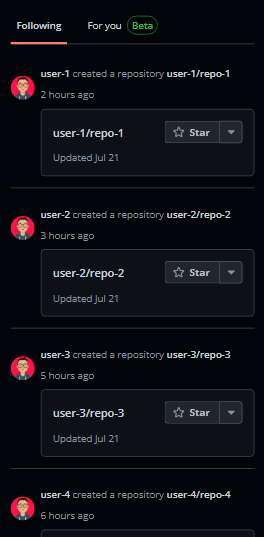 Following For you Beta
user-1 created a repository user-1/repo-1
2 hours ago
user-1/repo-1 Star
Updated Jul 21
user-2 created a repository user-2/repo-2
3 hours ago
user-2/repo-2 Star
Updated Jul 21
user-3 created a repository user-3/repo-3
5 hours ago
user-3/repo-3 Star
Updated Jul 21
user-4 created a repository user-4/repo-4
6 hours ago